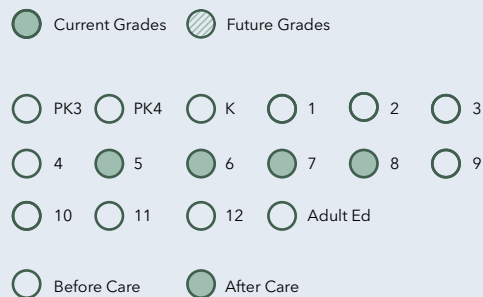 Current Grades Future Grades
PK3 PK4 K 1 2 3
4 5 6 7 8 9
10 11 12 Adult Ed
Before Care After Care